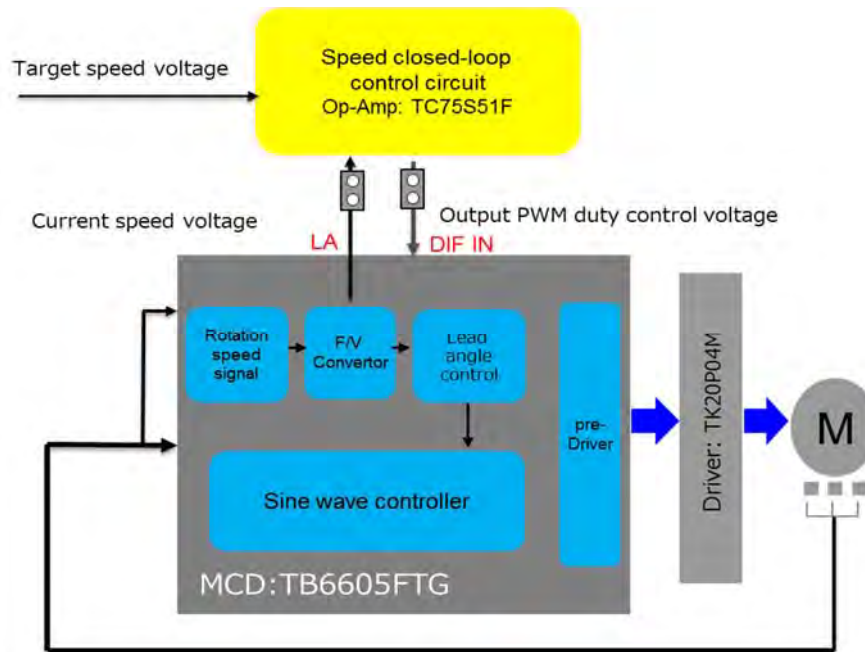 Speed closed-loop
control circuit
Op-Amp: TC75S51F
Target speed voltage
Current speed voltage
Output PWM duty control voltage
LA
DIF IN
Rotation
speed
signal
F/V
Convertor
Lead
angle
control
pre-
Driver
Sine wave controller
MCD:TB6605FTG
Driver: TK20P04M
M